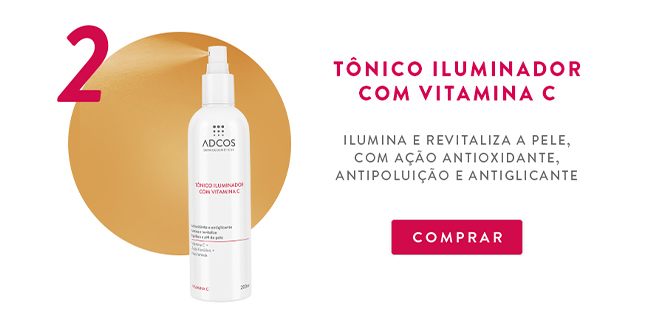 2
TÔNICO ILUMINADOR
COM VITAMINA C
ILUMINA E REVITALIZA A PELE,
COM AÇÃO ANTIOXIDANTE,
ANTIPOLUIÇÃO E ANTIGLICANTE
COMPRAR
ADCOS
TÔNICO ILUMINADOR
COM VITAMINA C